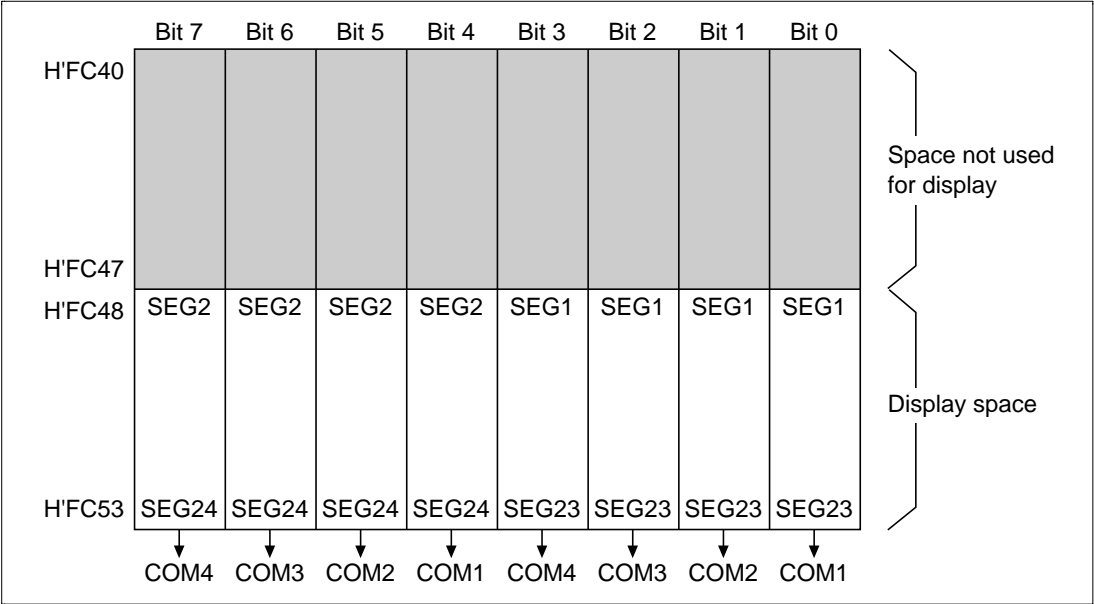 Bit 7 Bit 6 Bit 5 Bit 4 Bit 3 Bit 2 Bit 1 Bit 0
H'FC40
Space not used
for display
H'FC47
H'FC48 SEG2 SEG2 SEG2 SEG2 SEG1 SEG1 SEG1 SEG1
Display space
H'FC53 SEG24 SEG24 SEG24 SEG24 SEG23 SEG23 SEG23 SEG23
COM4 COM3 COM2 COM1 COM4 COM3 COM2 COM1